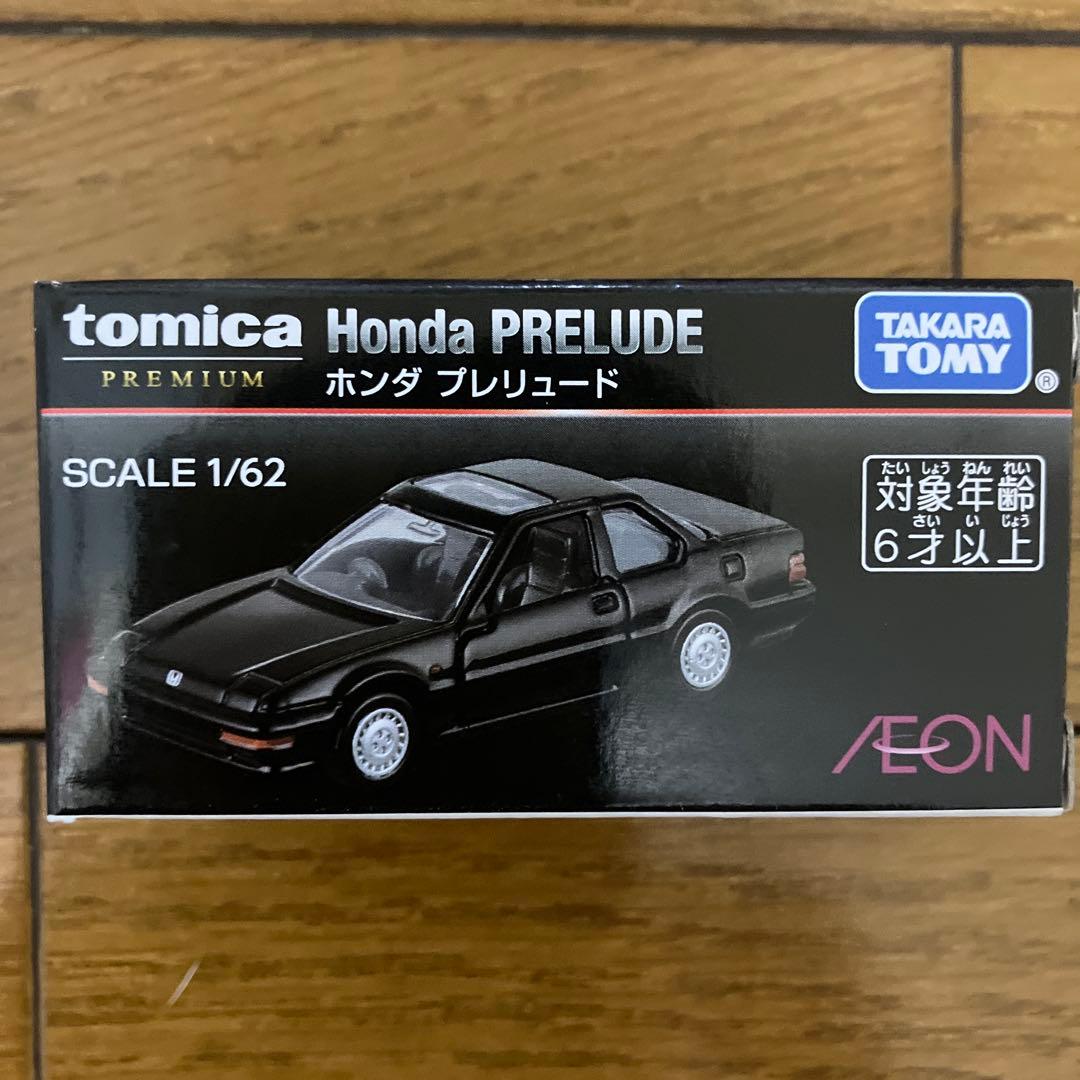 tomica
PREMIUM
Honda PRELUDE
ホンダ プレリュード
TAKARA
TOMY
®
SCALE 1/62
たい しょう ねん れい
対象年齢
さい い じょう
6才以上
ÆON